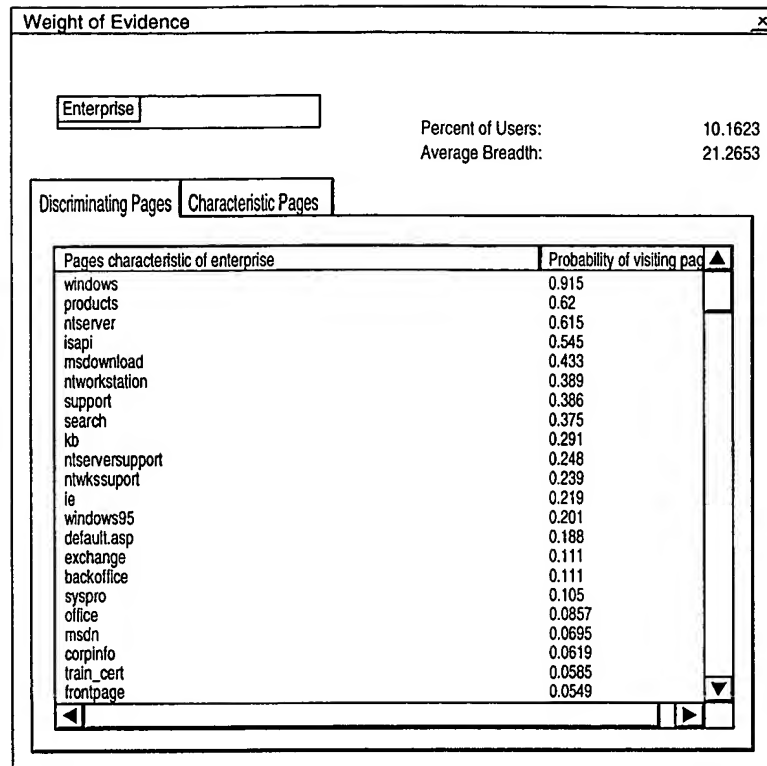 Weight of Evidence x
Enterprise
Percent of Users: 10.1623
Average Breadth: 21.2653
Discriminating Pages Characteristic Pages
Pages characteristic of enterprise Probability of visiting pag
windows 0.915
products 0.62
ntserver 0.615
isapi 0.545
msdownload 0.433
ntworkstation 0.389
support 0.386
search 0.375
kb 0.291
ntserversupport 0.248
ntwkssuport 0.239
ie 0.219
windows95 0.201
default.asp 0.188
exchange 0.111
backoffice 0.111
syspro 0.105
office 0.0857
msdn 0.0695
corpinfo 0.0619
train_cert 0.0585
frontpage 0.0549